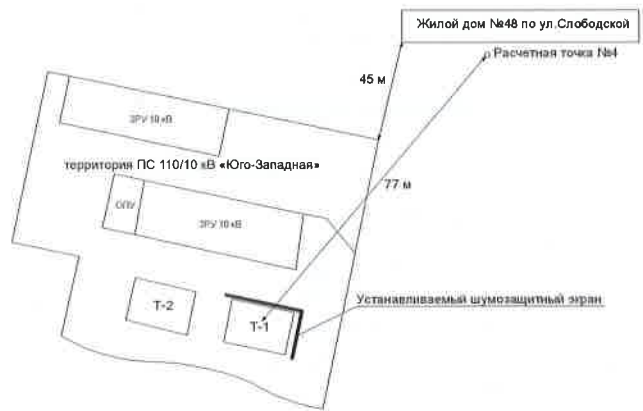 Жилой дом №48 по ул.Слободской
Расчетная точка №4
45 м
ЗРУ 10 кВ
территория ПС 110/10 кВ «Юго-Западная»
77 м
ОПУ
ЗРУ 10 кВ
Устанавливаемый шумозащитный экран
Т-2
Т-1